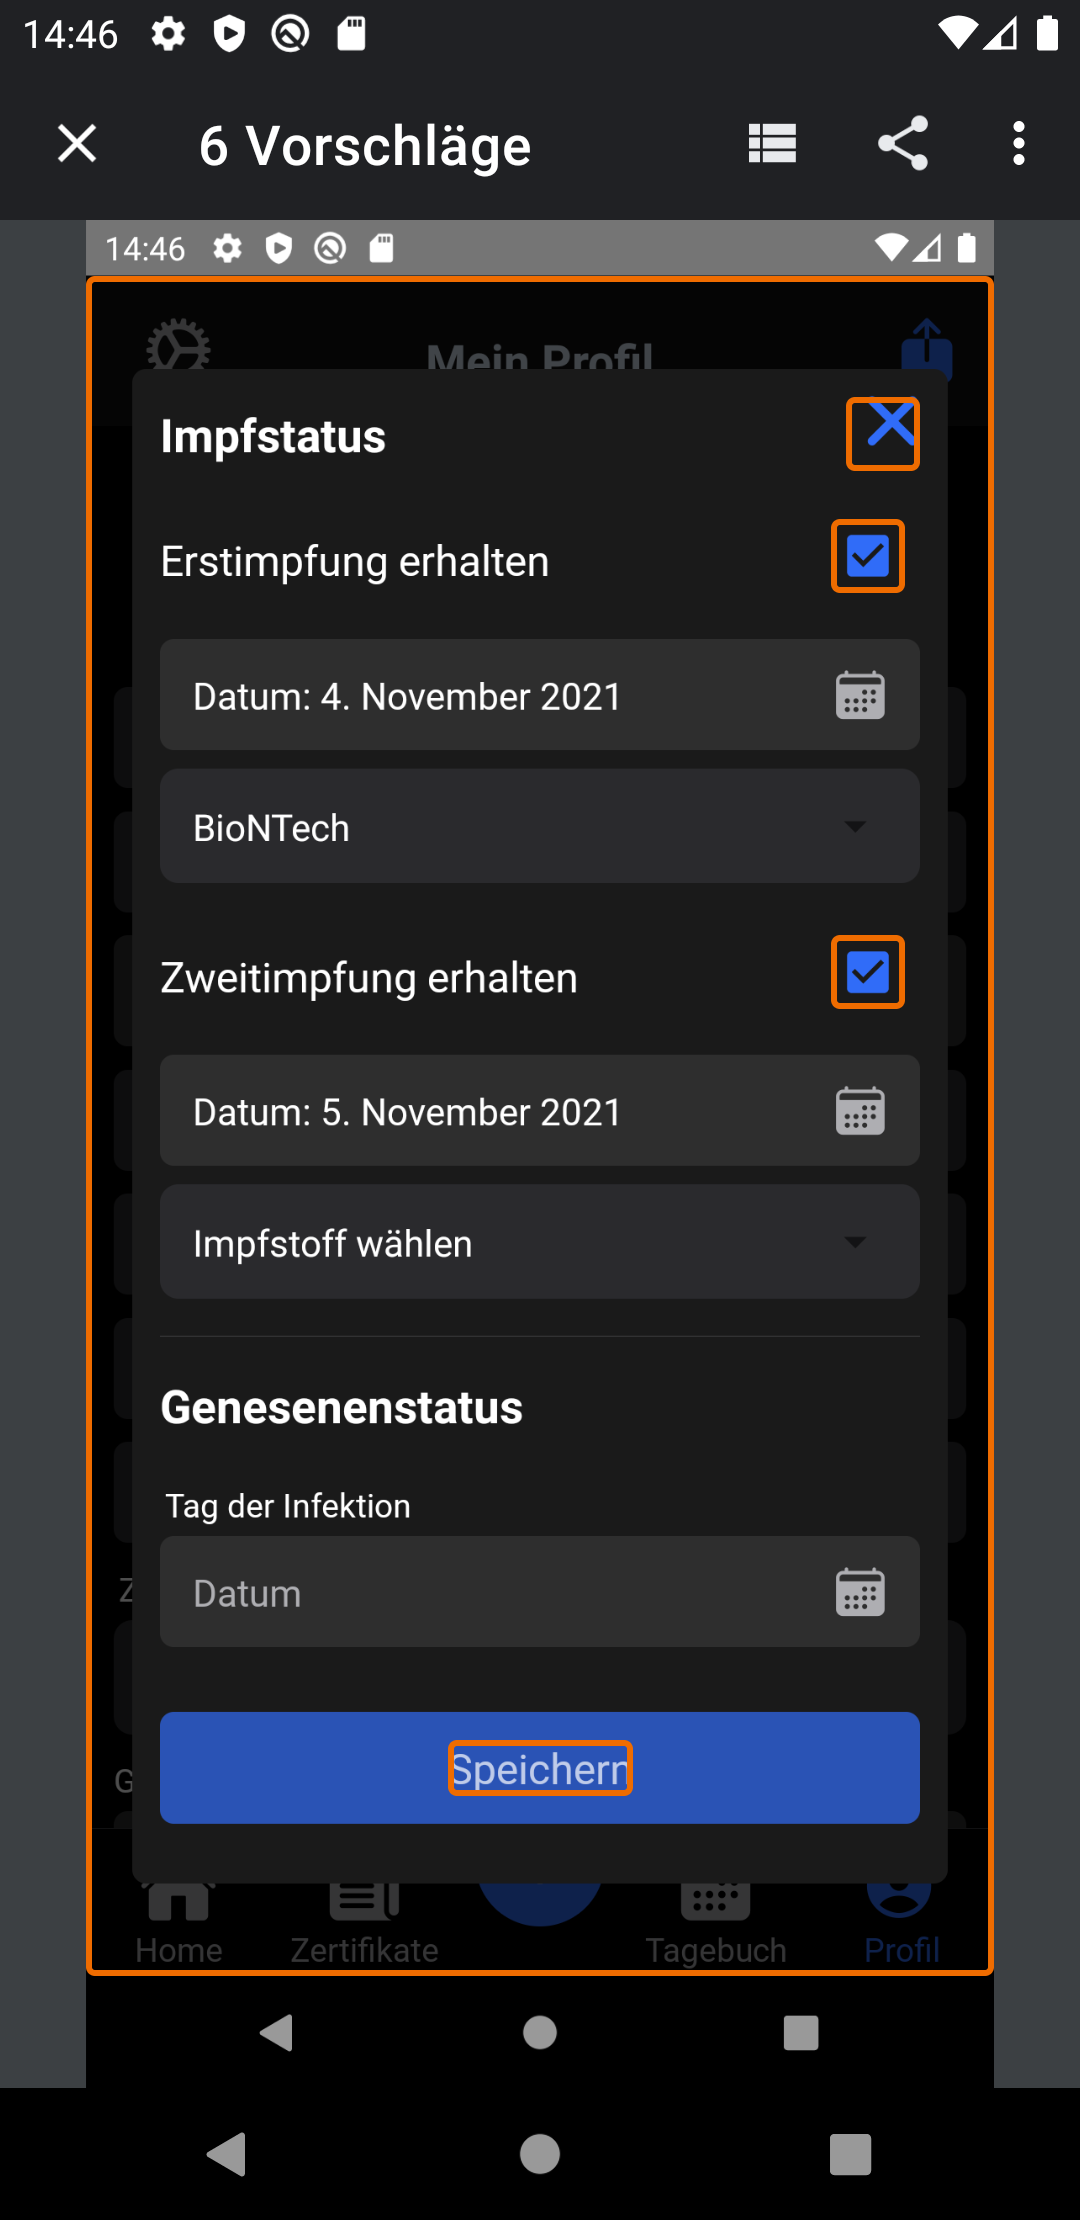 14:46
6 Vorschläge
14:46
Mein Profil
Impfstatus
Erstimpfung erhalten
Datum: 4. November 2021
BioNTech
Zweitimpfung erhalten
Datum: 5. November 2021
Impfstoff wählen
Genesenenstatus
Tag der Infektion
Z
Datum
Speichern
G
Home Zertifikate Tagebuch Profil